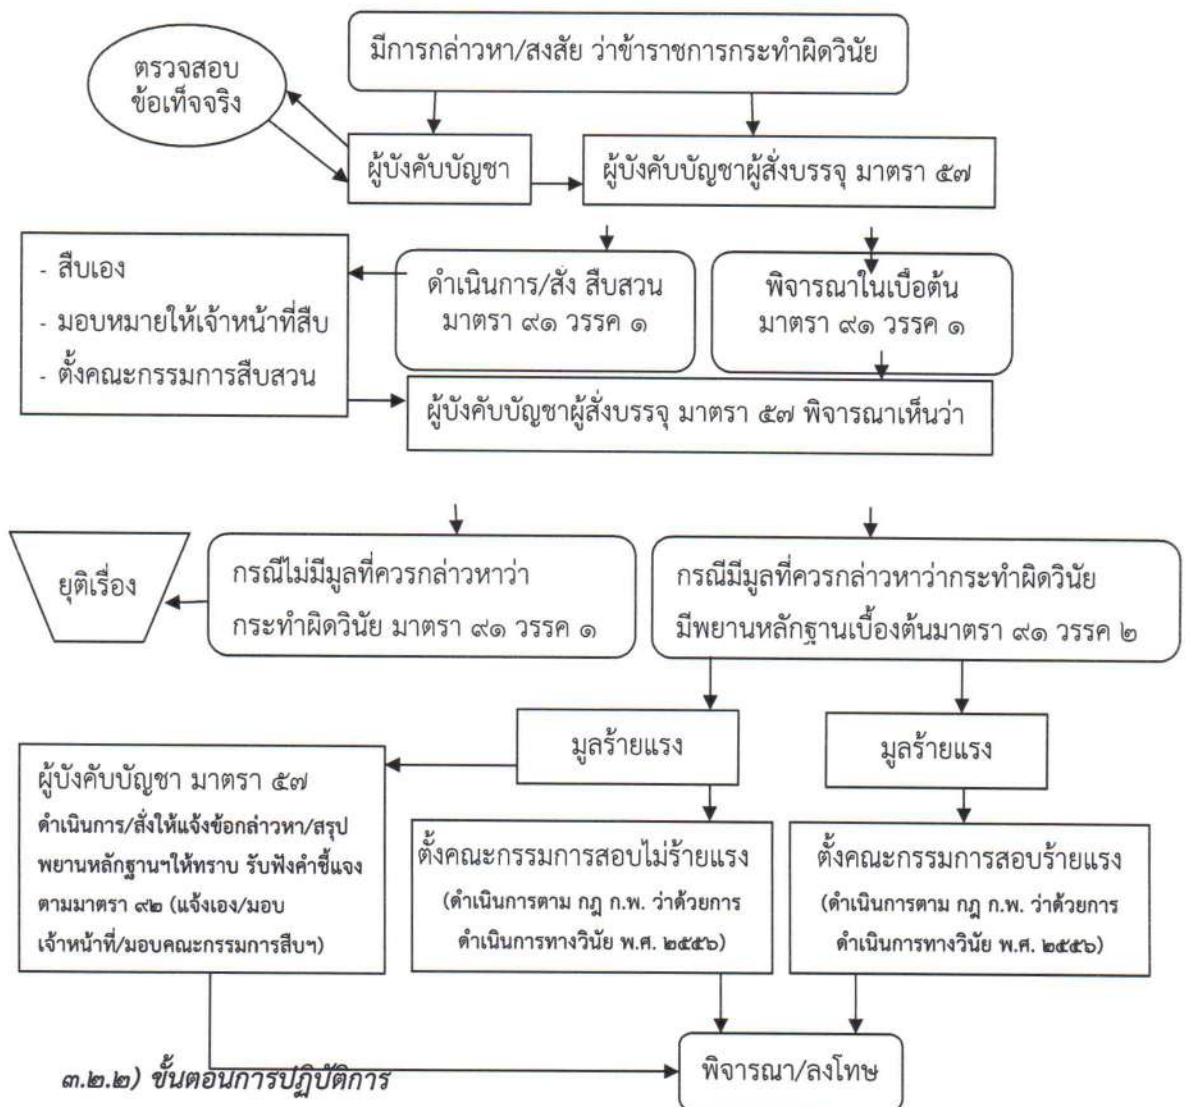 มีการกล่าวหา/สงสัย ว่าข้าราชการกระทำผิดวินัย
ตรวจสอบ
ข้อเท็จจริง
ผู้บังคับบัญชา
ผู้บังคับบัญชาผู้สั่งบรรจุ มาตรา ๕๗
- สืบเอง
- มอบหมายให้เจ้าหน้าที่สืบ
- ตั้งคณะกรรมการสืบสวน
ดำเนินการ/สั่ง สืบสวน
มาตรา ๙๑ วรรค ๑
พิจารณาในเบือต้น
มาตรา ๙๑ วรรค ๑
ผู้บังคับบัญชาผู้สั่งบรรจุ มาตรา ๕๗ พิจารณาเห็นว่า
ยุติเรื่อง
กรณีไม่มีมูลที่ควรกล่าวหาว่า
กระทำผิดวินัย มาตรา ๙๑ วรรค ๑
กรณีมีมูลที่ควรกล่าวหาว่ากระทำผิดวินัย
มีพยานหลักฐานเบื้องต้นมาตรา ๙๑ วรรค ๒
มูลร้ายแรง
มูลร้ายแรง
ผู้บังคับบัญชา มาตรา ๕๗
ดำเนินการ/สั่งให้แจ้งข้อกล่าวหา/สรุป
พยานหลักฐานฯให้ทราบ รับฟังคำชี้แจง
ตามมาตรา ๙๒ (แจ้งเอง/มอบ
เจ้าหน้าที่/มอบคณะกรรมการสืบฯ)
ตั้งคณะกรรมการสอบไม่ร้ายแรง
(ดำเนินการตาม กฎ ก.พ. ว่าด้วยการ
ดำเนินการทางวินัย พ.ศ. ๒๕๕๖)
ตั้งคณะกรรมการสอบร้ายแรง
(ดำเนินการตาม กฎ ก.พ. ว่าด้วยการ
ดำเนินการทางวินัย พ.ศ. ๒๕๕๖)
พิจารณา/ลงโทษ
๓.๒.๒) ขั้นตอนการปฏิบัติการ